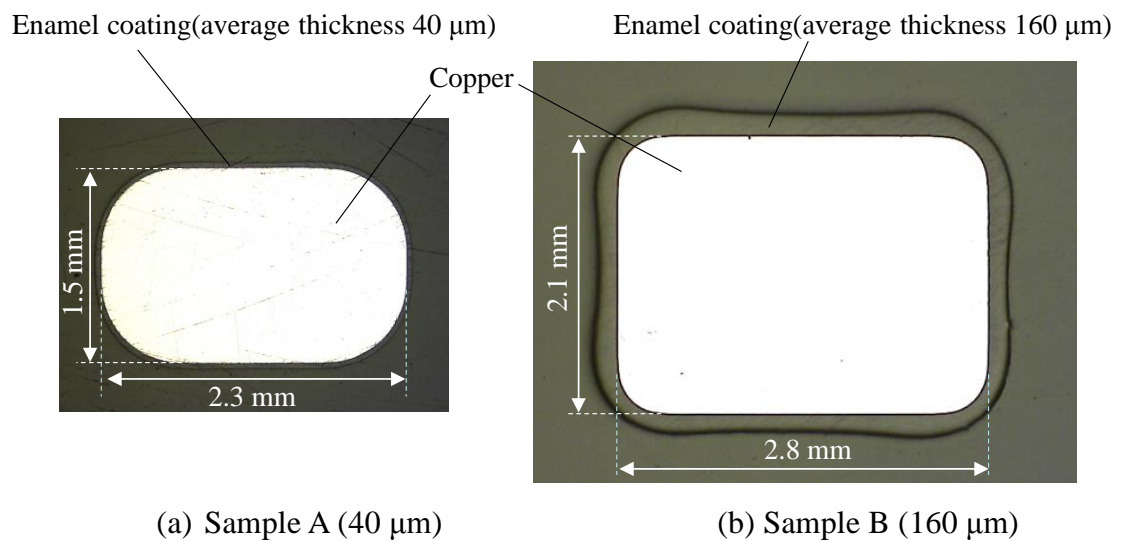 Enamel coating(average thickness 40 μm)
Enamel coating(average thickness 160 μm)
Copper
1.5 mm
2.3 mm
2.1 mm
2.8 mm
(a) Sample A (40 μm)
(b) Sample B (160 μm)